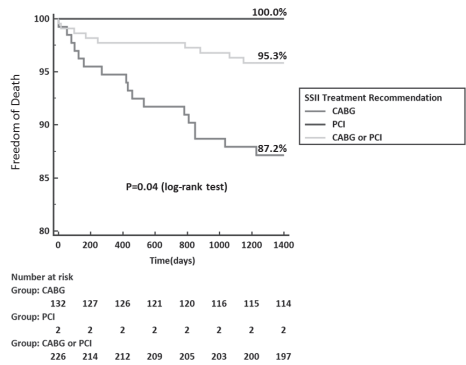 100.0%
95.3%
87.2%
Freedom of Death
100
95
90
85
80
P=0.04 (log-rank test)
0 200 400 600 800 1000 1200 1400
Time(days)
SSII Treatment Recommendation
CABG
PCI
CABG or PCI
Number at risk
Group: CABG
132 127 126 121 120 116 115 114
Group: PCI
2 2 2 2 2 2 2 2
Group: CABG or PCI
226 214 212 209 205 203 200 197